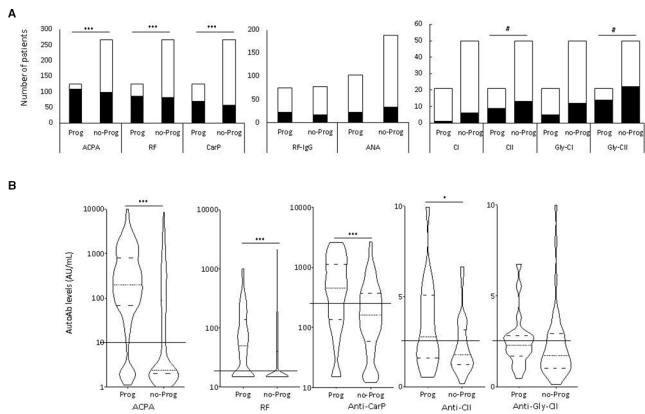 A
*** *** *** # #
Number of patients
300 250 200 150 100 50 0
200 150 100 50 0
60 50 40 30 20 10 0
Prog no-Prog Prog no-Prog Prog no-Prog Prog no-Prog Prog no-Prog Prog no-Prog Prog no-Prog Prog no-Prog Prog no-Prog
ACPA RF CarP RF-IgG ANA CI CII Gly-CI Gly-CII
B
*** *** *** *
AutoAb levels (AU/mL)
10000 1000 100 10 1
10000 1000 100 10
10000 1000 100 10
10 5 0
10 5 0
Prog no-Prog Prog no-Prog Prog no-Prog Prog no-Prog Prog no-Prog
ACPA RF Anti-CarP Anti-CII Anti-Gly-CII